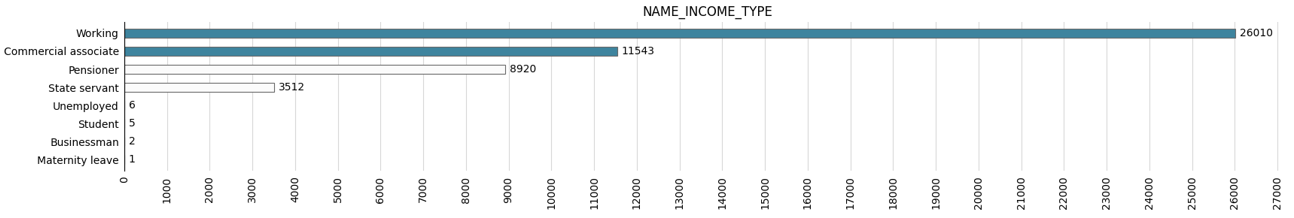 NAME_INCOME_TYPE
Working 26010
Commercial associate 11543
Pensioner 8920
State servant 3512
Unemployed 6
Student 5
Businessman 2
Maternity leave 1
0 1000 2000 3000 4000 5000 6000 7000 8000 9000 10000 11000 12000 13000 14000 15000 16000 17000 18000 19000 20000 21000 22000 23000 24000 25000 26000 27000